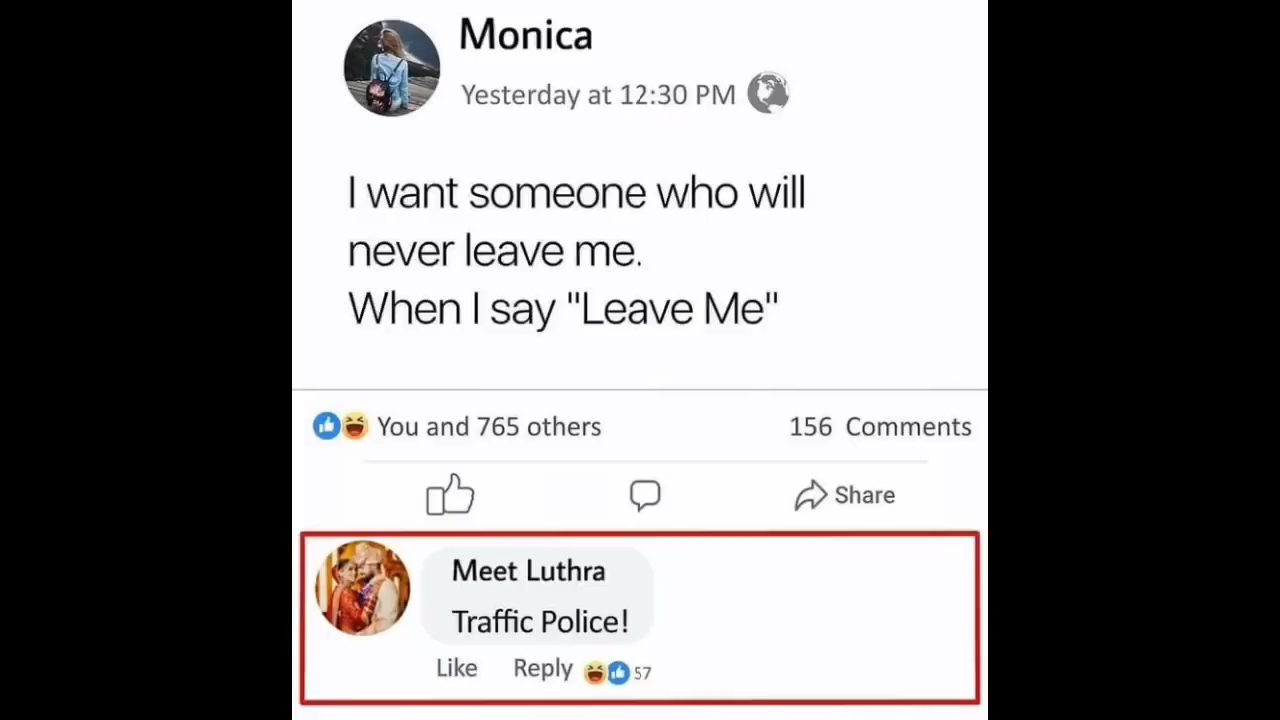 Monica
Yesterday at 12:30 PM
I want someone who will
never leave me.
When I say "Leave Me"
You and 765 others 156 Comments
Share
Meet Luthra
Traffic Police!
Like Reply 57